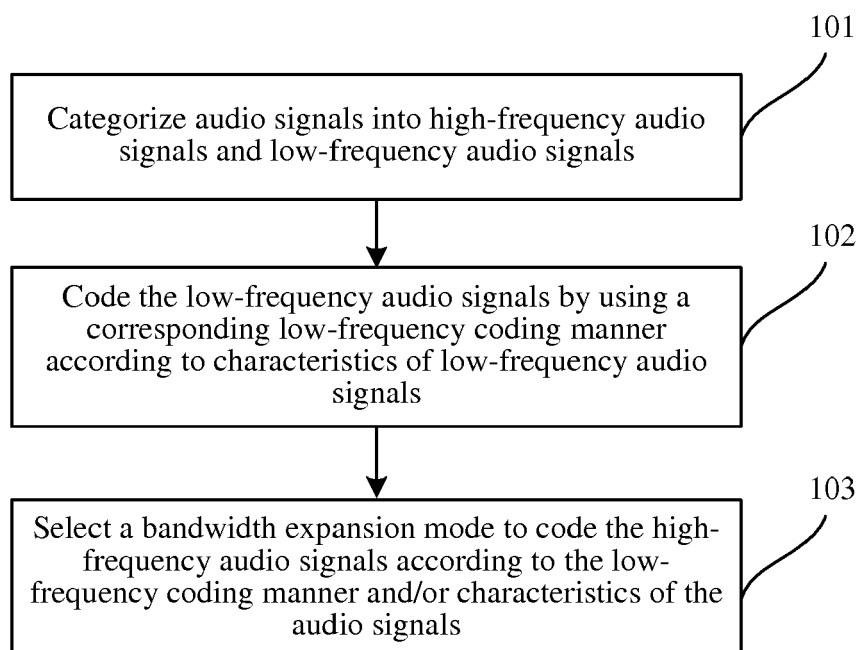 101
Categorize audio signals into high-frequency audio
signals and low-frequency audio signals
102
Code the low-frequency audio signals by using a
corresponding low-frequency coding manner
according to characteristics of low-frequency audio
signals
103
Select a bandwidth expansion mode to code the high-
frequency audio signals according to the low-
frequency coding manner and/or characteristics of the
audio signals